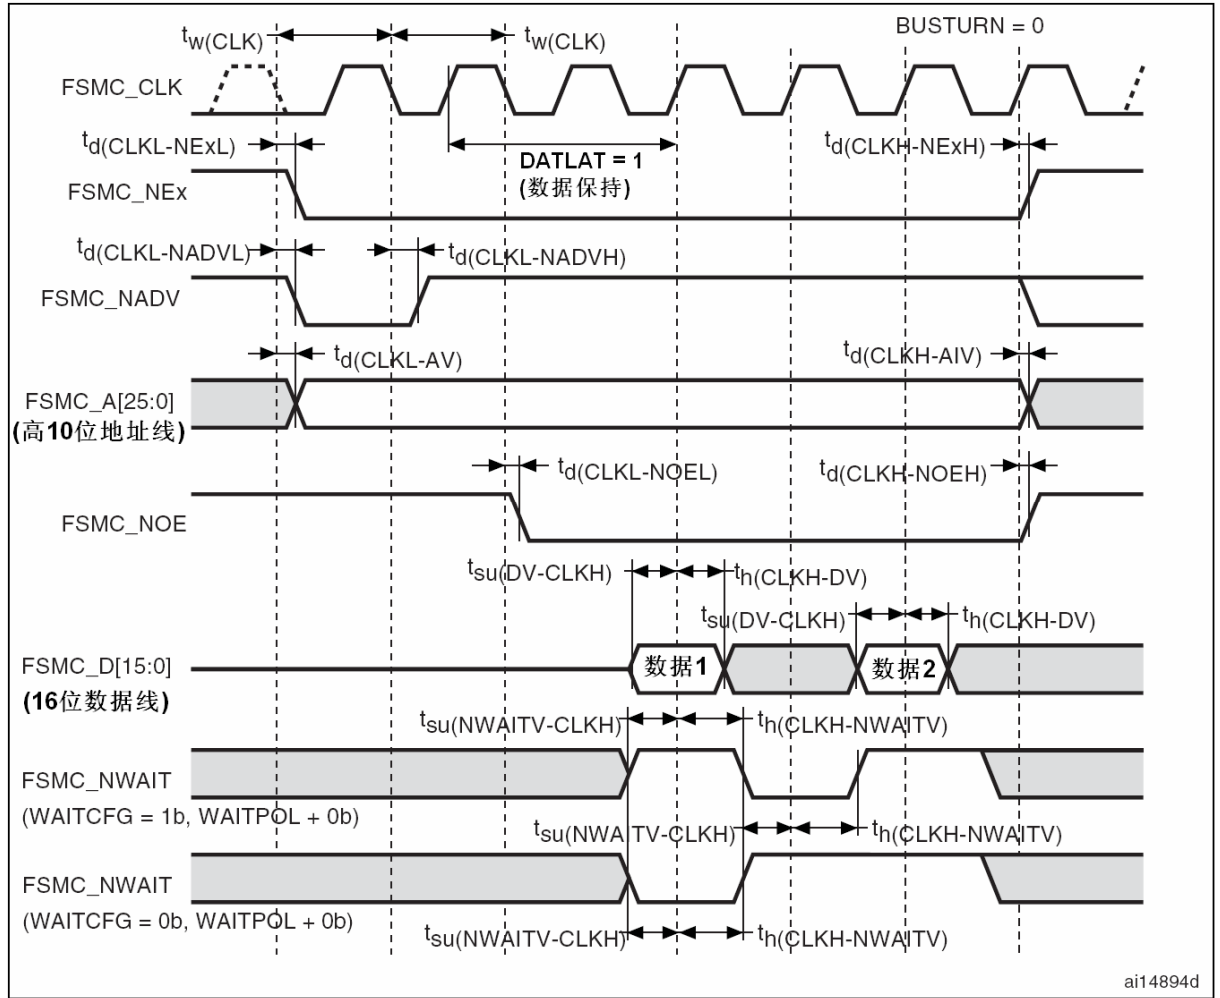 BUSTURN = 0
tw(CLK) tw(CLK)
FSMC_CLK
td(CLKL-NExL) td(CLKH-NExH)
DATLAT = 1
(数据保持)
FSMC_NEx
td(CLKL-NADVL) td(CLKL-NADVH)
FSMC_NADV
td(CLKL-AV) td(CLKH-AIV)
FSMC_A[25:0]
(高10位地址线)
td(CLKL-NOEL) td(CLKH-NOEH)
FSMC_NOE
tsu(DV-CLKH) th(CLKH-DV)
tsu(DV-CLKH) th(CLKH-DV)
FSMC_D[15:0] 数据1 数据2
(16位数据线)
tsu(NWAITV-CLKH) th(CLKH-NWAITV)
FSMC_NWAIT
(WAITCFG = 1b, WAITPOL + 0b)
tsu(NWAITV-CLKH) th(CLKH-NWAITV)
FSMC_NWAIT
(WAITCFG = 0b, WAITPOL + 0b)
tsu(NWAITV-CLKH) th(CLKH-NWAITV)
ai14894d